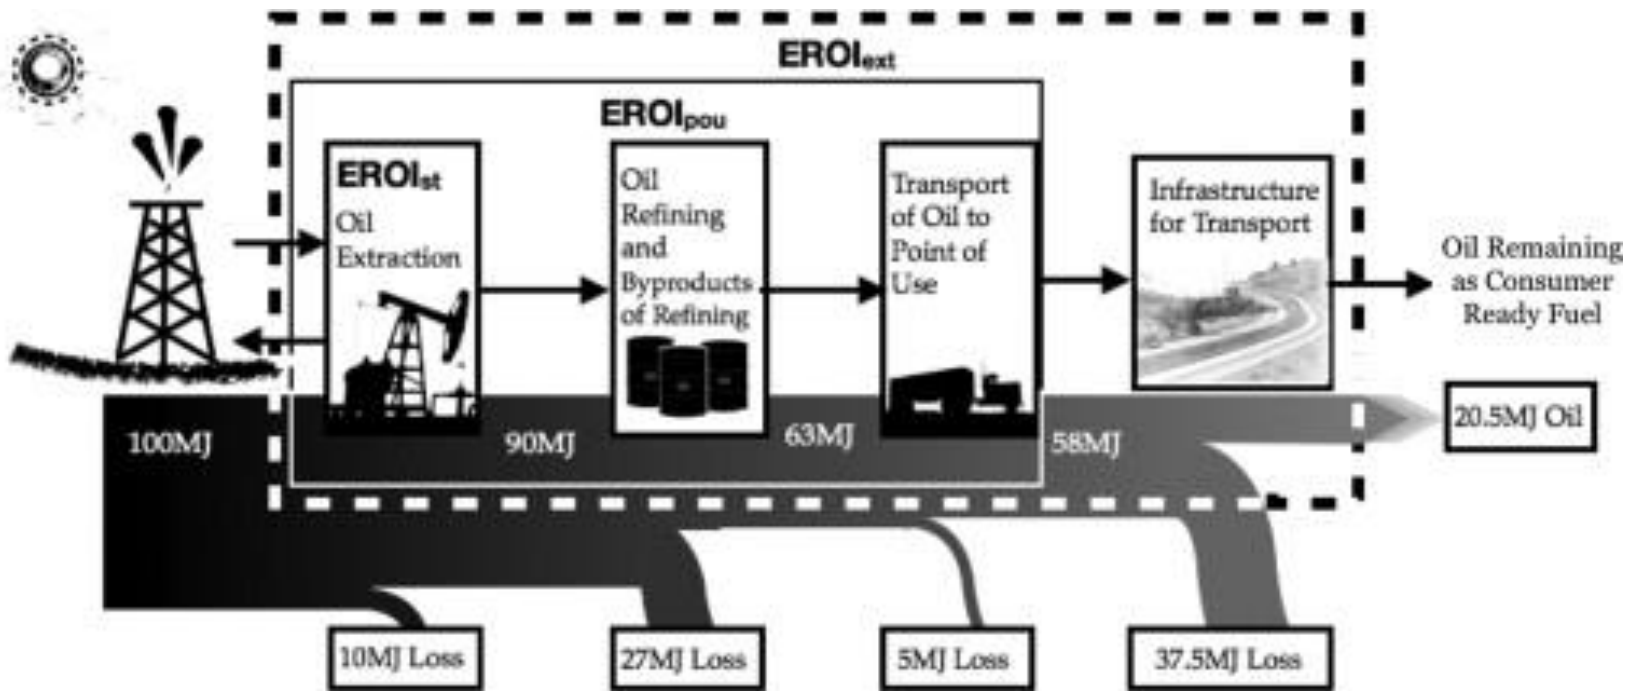 EROIext
EROIpou
EROIst
Oil
Extraction
Oil
Refining
and
Byproducts
of Refining
Transport
of Oil to
Point of
Use
Infrastructure
for Transport
Oil Remaining
as Consumer
Ready Fuel
100MJ
90MJ
63MJ
58MJ
20.5MJ Oil
10MJ Loss
27MJ Loss
5MJ Loss
37.5MJ Loss